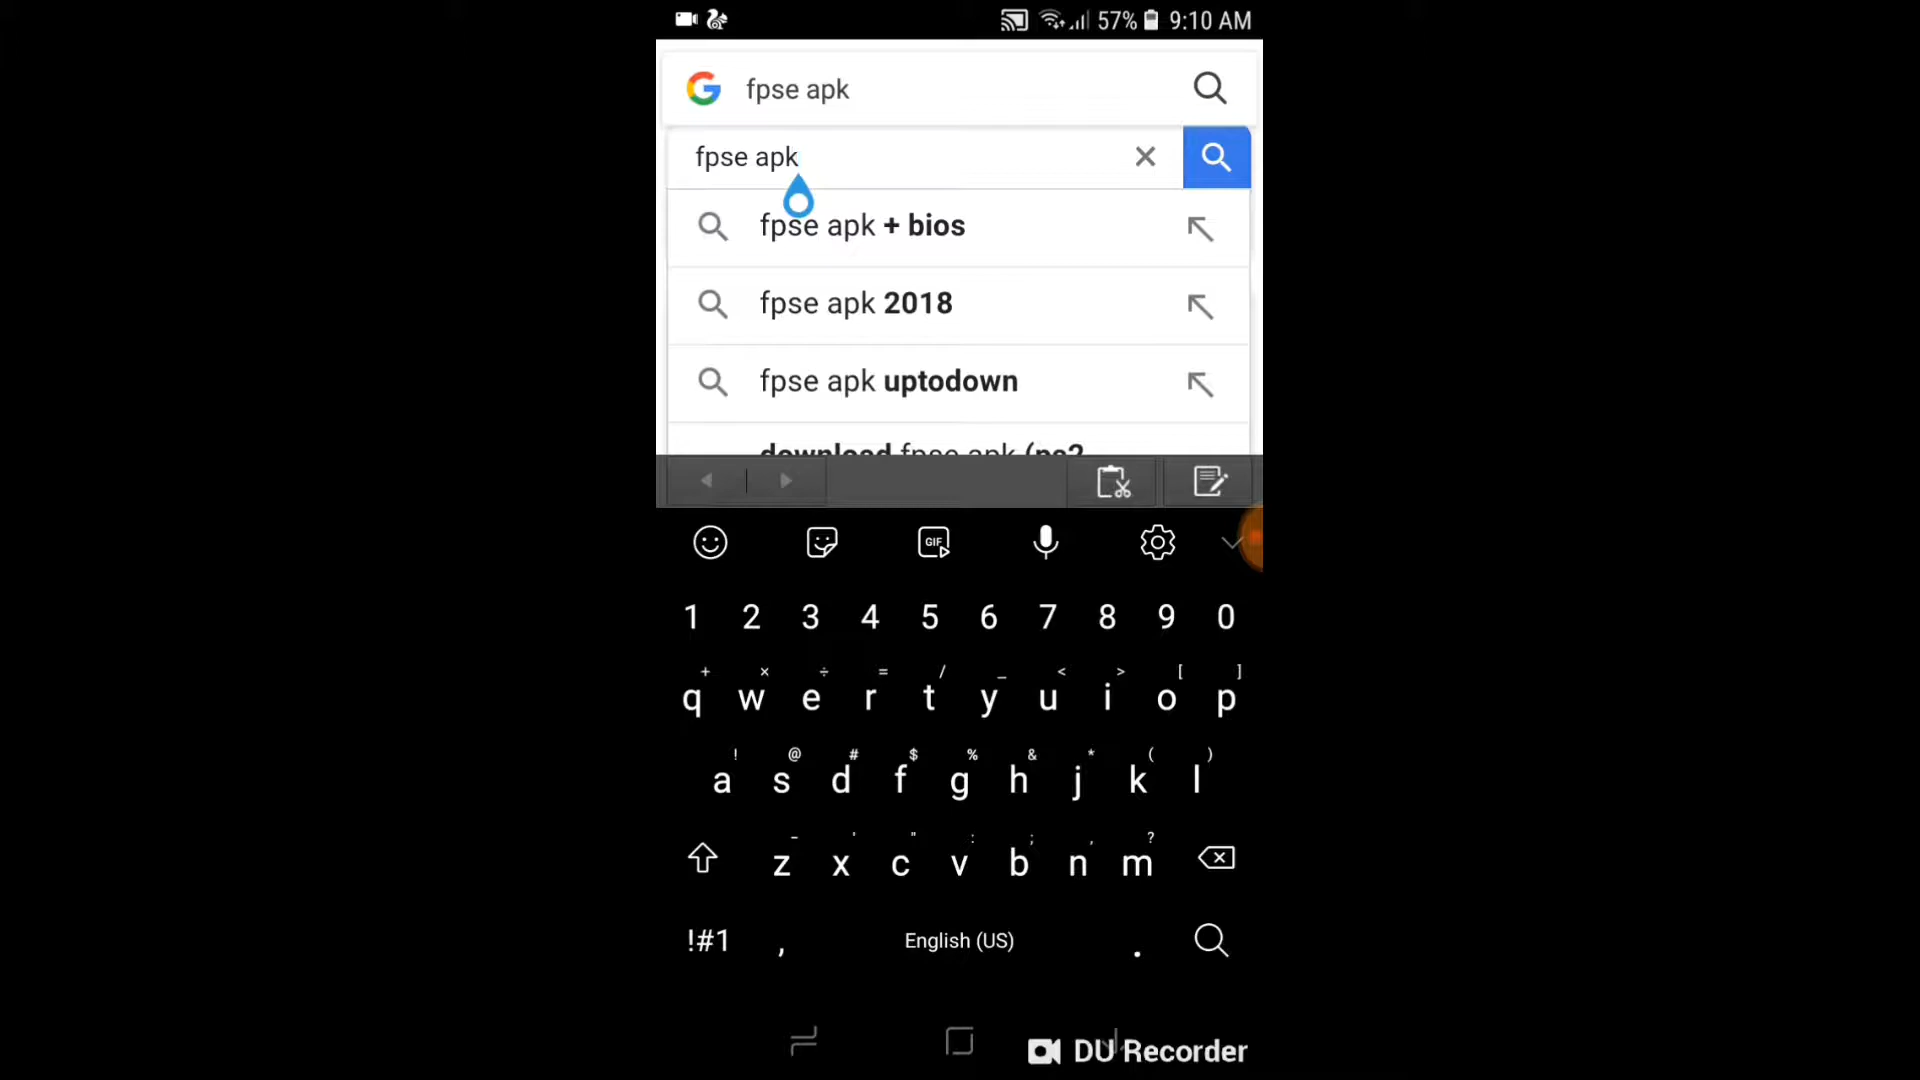 57% 9:10 AM
fpse apk
fpse apk
fpse apk + bios
fpse apk 2018
fpse apk uptodown
download fpse apk (ps2
GIF
1 2 3 4 5 6 7 8 9 0
+ × ÷ = / _ < > [ ]
q w e r t y u i o p
! @ # $ % & * ( )
a s d f g h j k l
- ' " : ; , ?
z x c v b n m
!#1 , English (US) .
DU Recorder